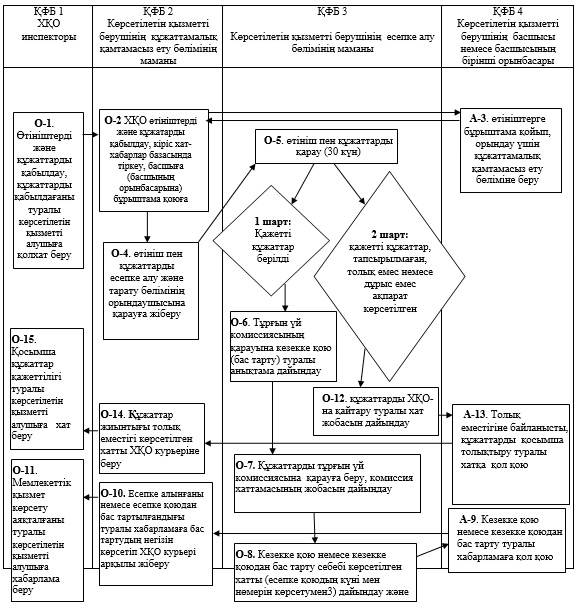 ҚФБ 1
ХҚО
инспекторы
ҚФБ 2
Көрсетілетін қызметті
берушінің құжаттамалық
қамтамасыз ету бөлімінің
маманы
ҚФБ 3
Көрсетілетін қызметті берушінің есепке алу
бөлімінің маманы
ҚФБ 4
Көрсетілетін қызметті
берушінің басшысы
немесе басшысының
бірінші орынбасары
О-1.
Өтініштерді
және
құжаттарды
қабылдау,
құжаттарды
қабылдағаны
туралы
көрсетілетін
қызметті
алушыға
қолхат беру
О-2 ХҚО өтініштерді
және құжатарды
қабылдау, кіріс хат-
хабарлар базасында
тіркеу, басшыға
(басшының
орынбасарына)
бұрыштама қоюға
О-5. өтініш пен құжаттарды
қарау (30 күн)
А-3. өтініштерге
бұрыштама қойып,
орындау үшін
құжаттамалық
қамтамасыз ету
бөліміне беру
1 шарт:
Қажетті
құжаттар
берілді
2 шарт:
қажетті құжаттар,
тапсырылмаған,
толық емес немесе
дұрыс емес
ақпарат
көрсетілген
О-4. өтініш пен
құжаттарды
есепке алу және
тарату бөлімінің
орындаушысына
қарауға жіберу
О-6. Тұрғын үй
комиссиясының
қарауына кезекке қою
(бас тарту) туралы
анықтама дайындау
О-15.
Қосымша
құжаттар
қажеттілігі
туралы
көрсетілетін
қызметті
алушыға хат
беру
О-12. құжаттарды ХҚО-
на қайтару туралы хат
жобасын дайындау
О-14. Құжаттар
жиынтығы толық
еместігі көрсетілген
хатты ХҚО курьеріне
беру
А-13. Толық
еместігіне байланысты,
құжаттарды қосымша
толықтыру туралы
хатқа қол қою
О-7. Құжаттарды тұрғын үй
комиссиясына қарауға беру, комиссия
хаттамасының жобасын дайындау
О-11.
Мемлекеттік
қызмет
көрсету
аяқталғаны
туралы
көрсетілетін
қызметті
алушыға
хабарлама
беру
О-10. Есепке алынғаны
немесе есепке қоюдан
бас тартылғандығы
туралы хабарламаға бас
тартудың негізін
көрсетіп ХҚО курьері
арқылы жіберу
А-9. Кезекке қою
немесе кезекке қоюдан
бас тарту туралы
хабарламаға қол қою
О-8. Кезекке қою немесе кезекке
қоюдан бас тарту себебі көрсетілген
хатты (есепке қоюдың күні мен
нөмерін көрсетумен3) дайындау және